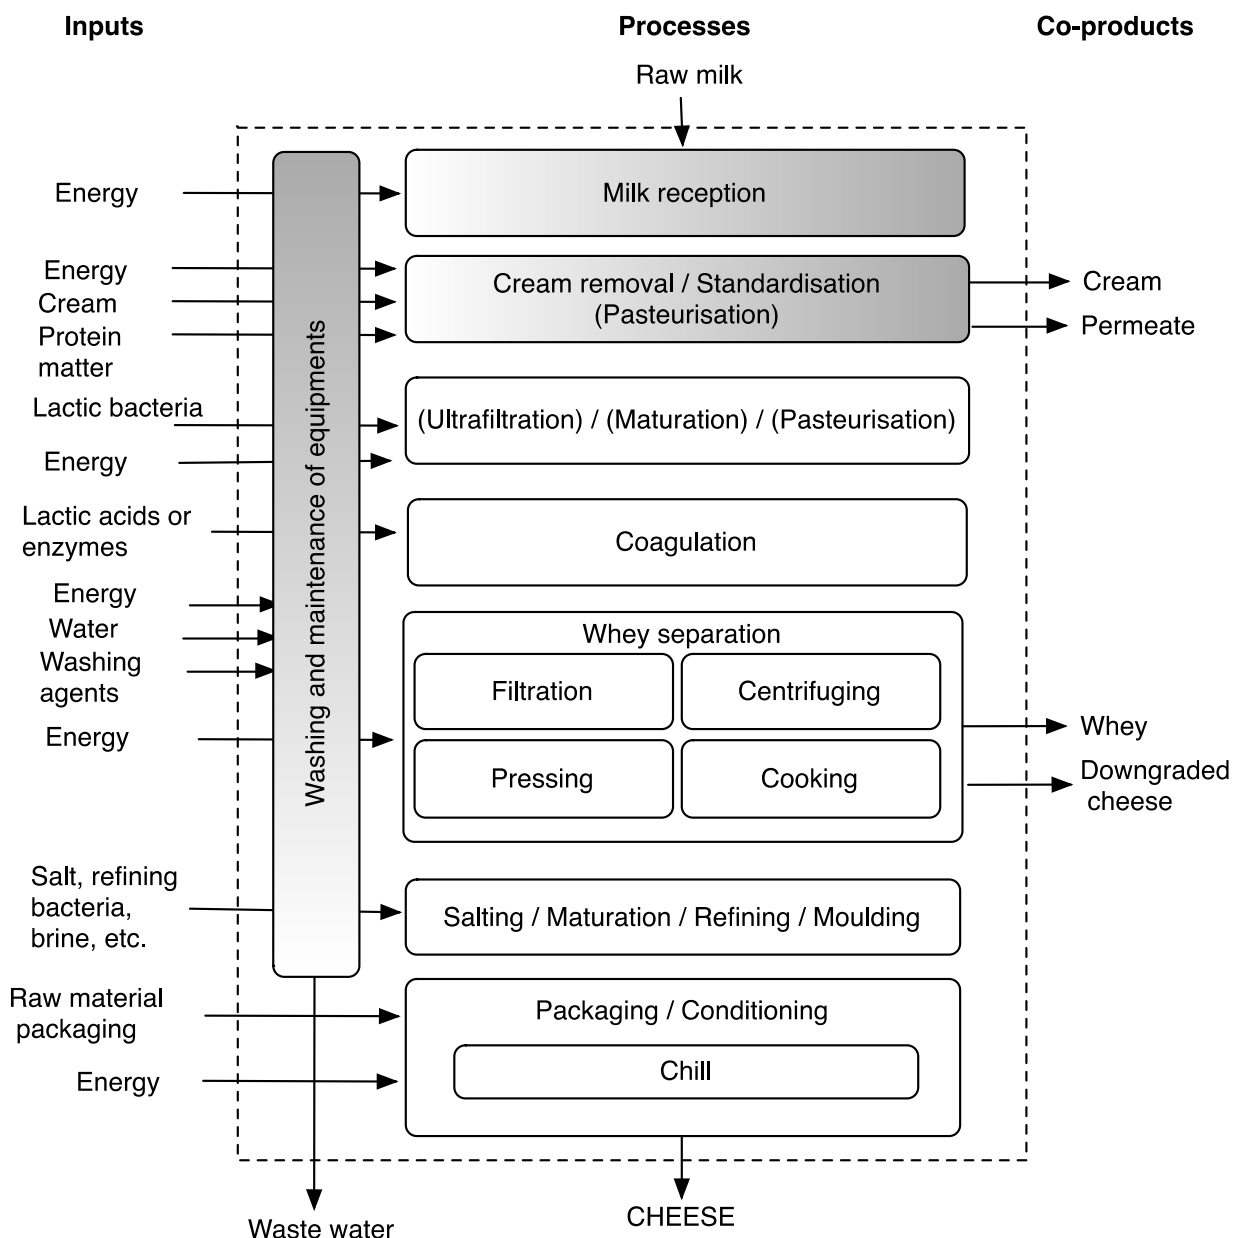 Inputs
Processes
Co-products
Raw milk
Energy
Milk reception
Energy
Cream
Protein
matter
Cream removal / Standardisation
(Pasteurisation)
Cream
Permeate
Lactic bacteria
Energy
(Ultrafiltration) / (Maturation) / (Pasteurisation)
Washing and maintenance of equipments
Lactic acids or
enzymes
Coagulation
Energy
Water
Washing
agents
Energy
Whey separation
Filtration
Centrifuging
Pressing
Cooking
Whey
Downgraded
cheese
Salt, refining
bacteria,
brine, etc.
Salting / Maturation / Refining / Moulding
Raw material
packaging
Energy
Packaging / Conditioning
Chill
Waste water
CHEESE